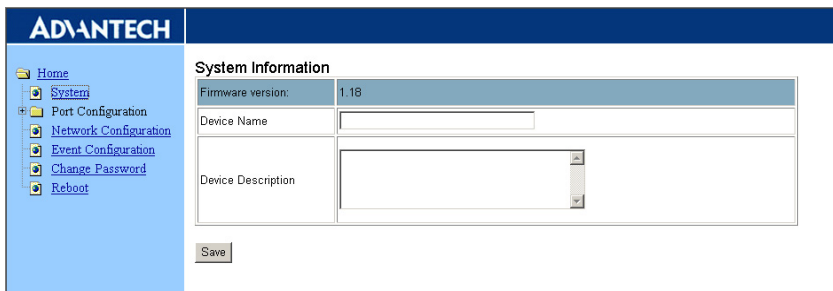 ADVANTECH
Home
System
Port Configuration
Network Configuration
Event Configuration
Change Password
Reboot
System Information
Firmware version: 1.18
Device Name
Device Description
Save